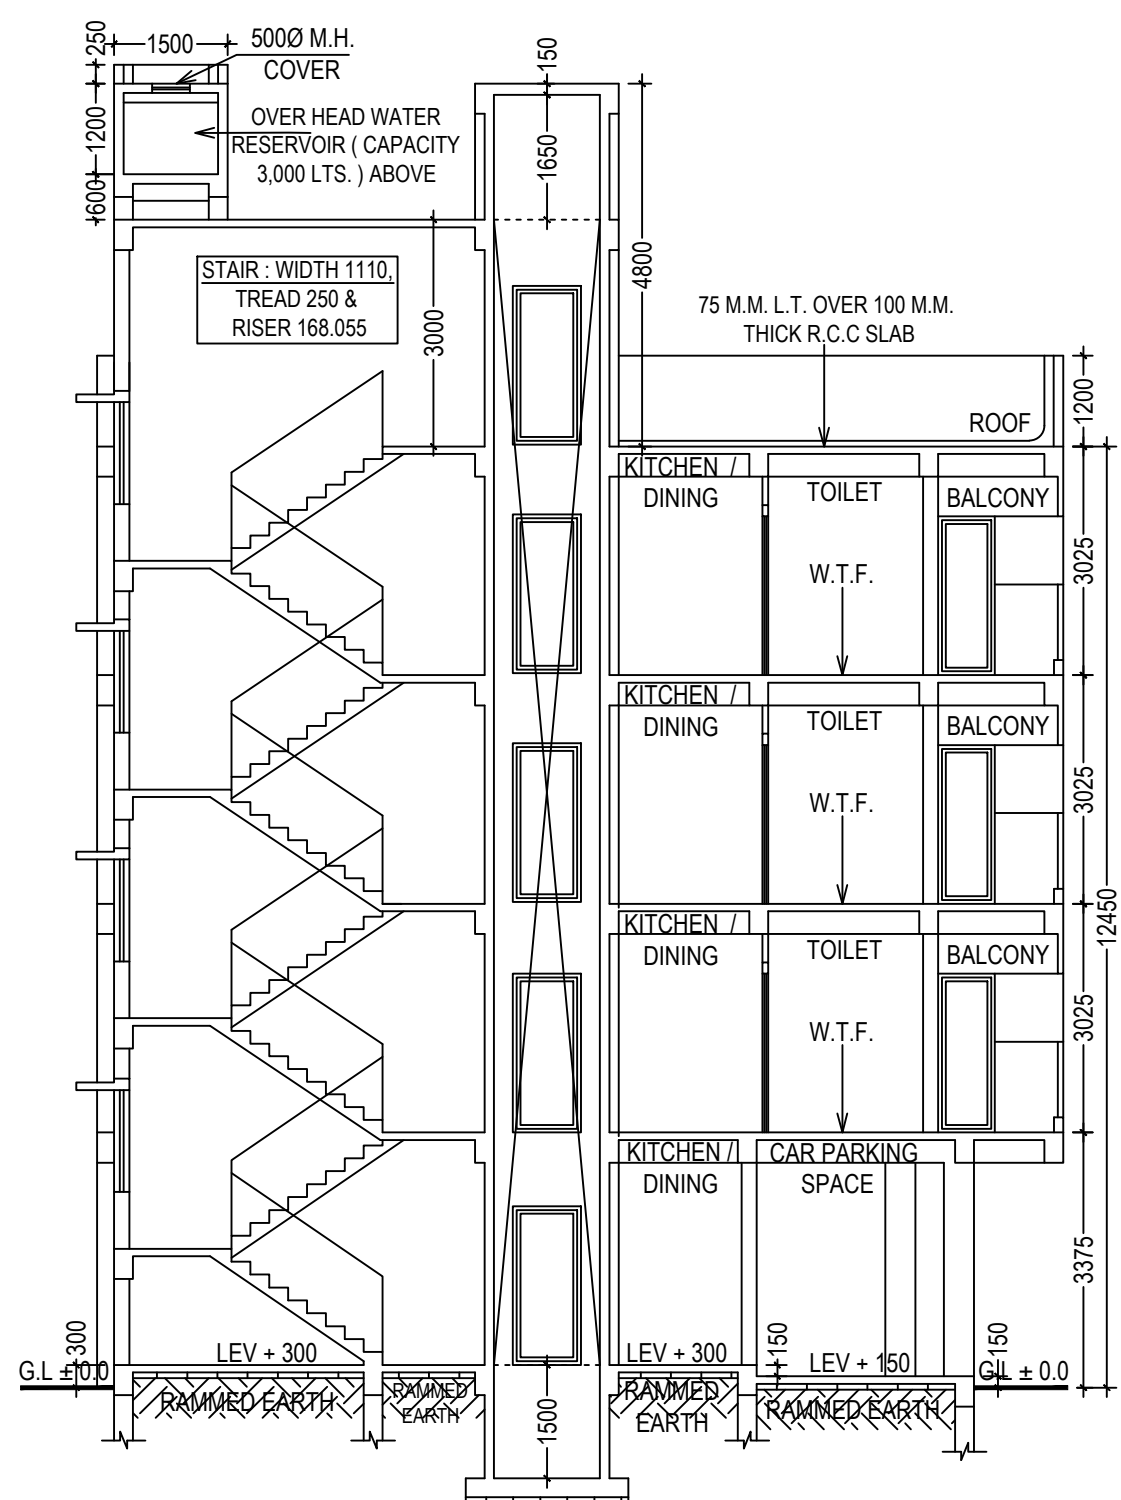 250
1500
500Ø M.H.
COVER
1200
OVER HEAD WATER
RESERVOIR ( CAPACITY
3,000 LTS. ) ABOVE
600
150
1650
4800
STAIR : WIDTH 1110,
TREAD 250 &
RISER 168.055
3000
75 M.M. L.T. OVER 100 M.M.
THICK R.C.C SLAB
1200
ROOF
KITCHEN /
DINING
TOILET
BALCONY
W.T.F.
3025
KITCHEN /
DINING
TOILET
BALCONY
W.T.F.
3025
12450
KITCHEN /
DINING
TOILET
BALCONY
W.T.F.
3025
KITCHEN /
DINING
CAR PARKING
SPACE
3375
300
G.L ± 0.0
LEV + 300
LEV + 300
150
LEV + 150
150
G.L ± 0.0
RAMMED EARTH
RAMMED
EARTH
1500
RAMMED
EARTH
RAMMED EARTH